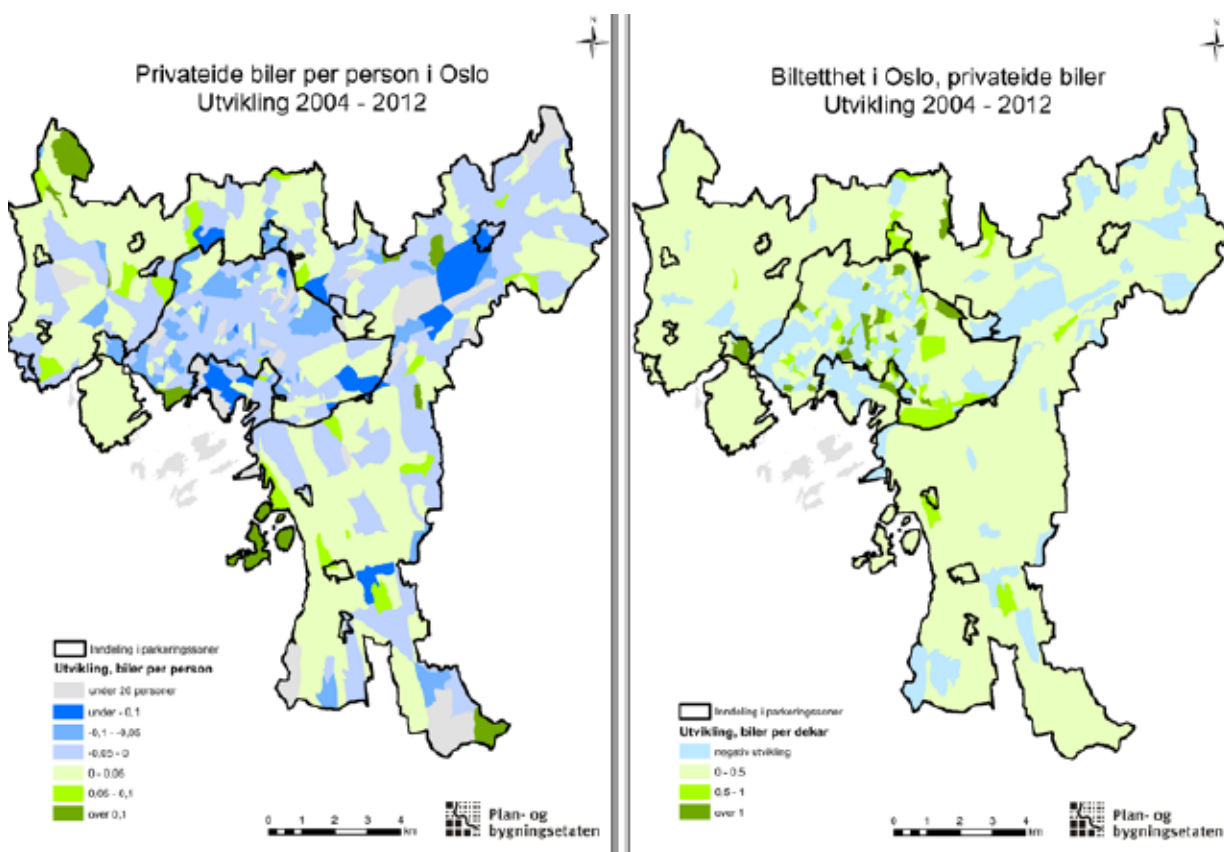 N
Privateide biler per person i Oslo
Utvikling 2004 - 2012
Inndeling i parkeringssoner
Utvikling, biler per person
under 20 personer
under - 0,1
-0,1 - -0,05
-0,05 - 0
0 - 0,05
0,05 - 0,1
over 0,1
0 1 2 3 4
km
Plan- og
bygningsetaten
N
Biltetthet i Oslo, privateide biler
Utvikling 2004 - 2012
Inndeling i parkeringssoner
Utvikling, biler per dekar
negativ utvikling
0 - 0.5
0,5 - 1
over 1
0 1 2 3 4
km
Plan- og
bygningsetaten